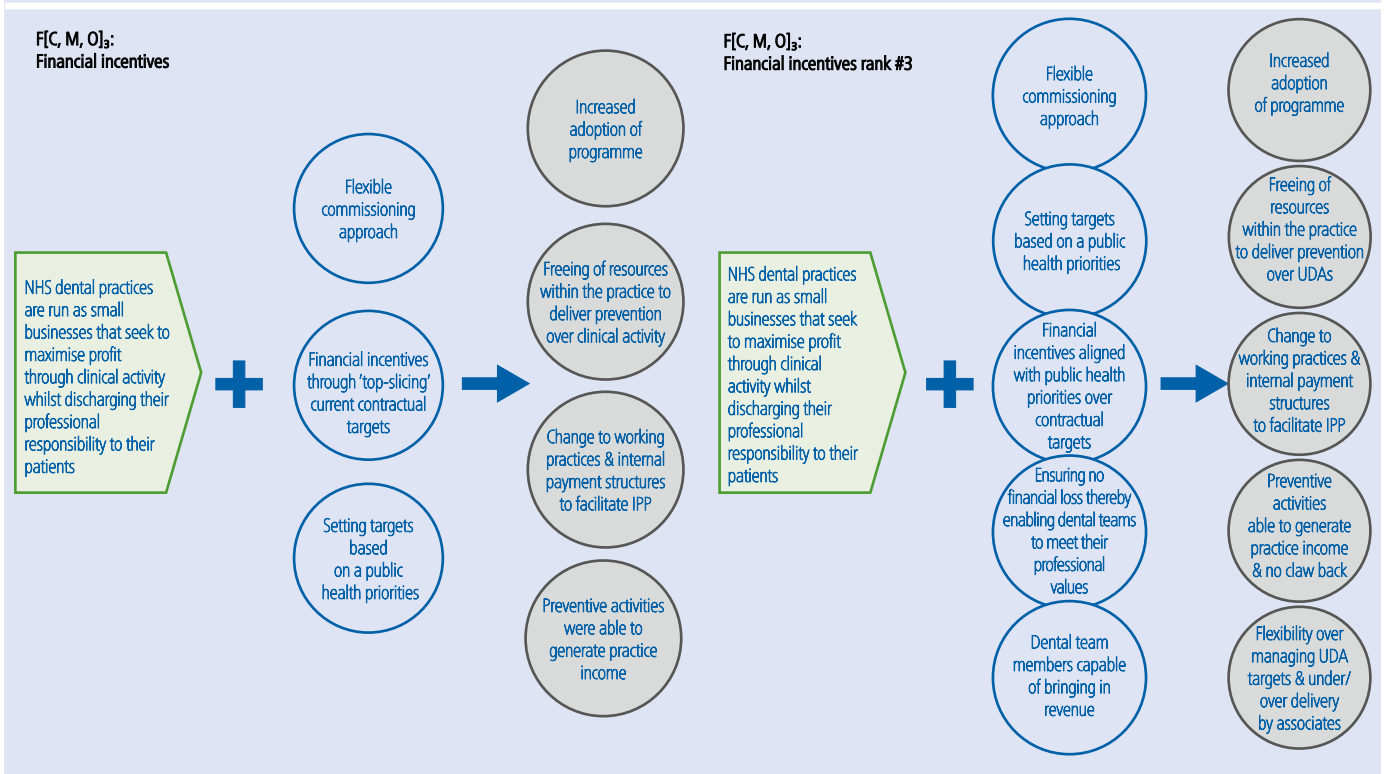 F[C, M, O]₃:
Financial incentives
NHS dental practices
are run as small
businesses that seek to
maximise profit
through clinical activity
whilst discharging their
professional
responsibility to their
patients
Flexible
commissioning
approach
Financial incentives
through 'top-slicing'
current contractual
targets
Setting targets
based
on a public
health priorities
Increased
adoption of
programme
Freeing of resources
within the practice to
deliver prevention
over clinical activity
Change to working
practices & internal
payment structures
to facilitate IPP
Preventive activities
were able to
generate practice
income
F[C, M, O]₃:
Financial incentives rank #3
NHS dental practices
are run as small
businesses that seek
to maximise profit
through clinical
activity whilst
discharging their
professional
responsibility to their
patients
Flexible
commissioning
approach
Setting targets
based on a public
health priorities
Financial
incentives aligned
with public health
priorities over
contractual
targets
Ensuring no
financial loss thereby
enabling dental teams
to meet their
professional
values
Dental team
members capable
of bringing in
revenue
Increased
adoption
of programme
Freeing of
resources
within the practice
to deliver prevention
over UDAs
Change to
working practices &
internal payment
structures
to facilitate IPP
Preventive
activities
able to generate
practice income
& no claw back
Flexibility over
managing UDA
targets & under/
over delivery
by associates